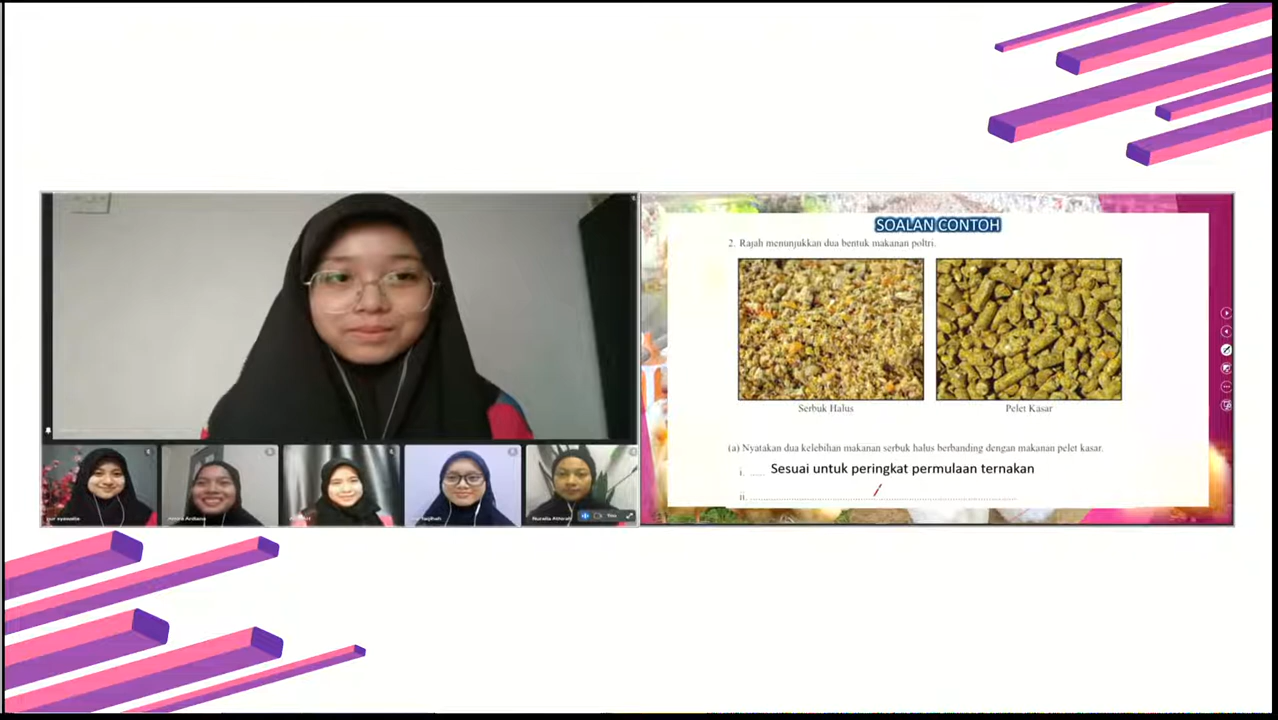 SOALAN CONTOH
2. Rajah menunjukkan dua bentuk makanan poltri.
Serbuk Halus
Pelet Kasar
(a) Nyatakan dua kelebihan makanan serbuk halus berbanding dengan makanan pelet kasar.
i. ..... Sesuai untuk peringkat permulaan ternakan
ii. ................................................................
You